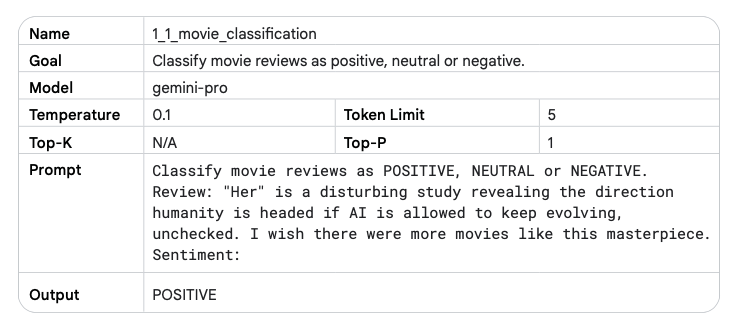 Name 1_1_movie_classification
Goal Classify movie reviews as positive, neutral or negative.
Model gemini-pro
Temperature 0.1 Token Limit 5
Top-K N/A Top-P 1
Prompt Classify movie reviews as POSITIVE, NEUTRAL or NEGATIVE.
Review: "Her" is a disturbing study revealing the direction
humanity is headed if AI is allowed to keep evolving,
unchecked. I wish there were more movies like this masterpiece.
Sentiment:
Output POSITIVE